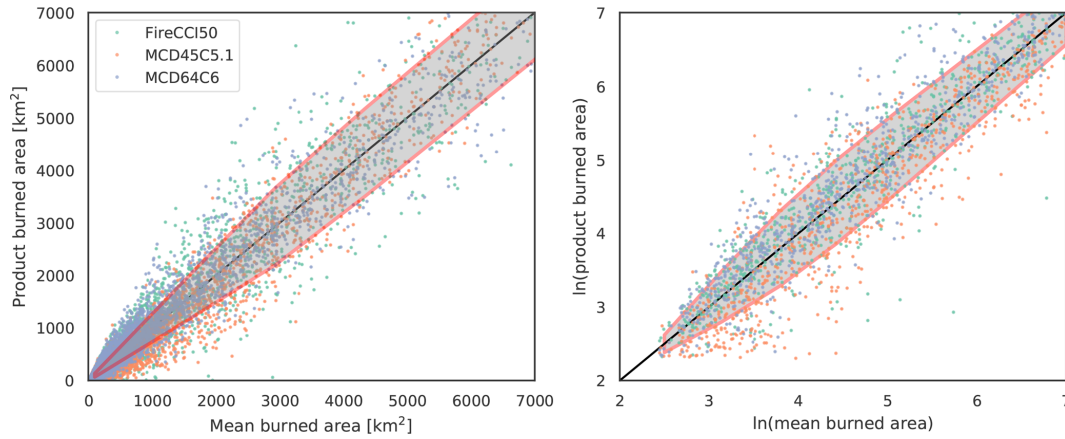 7000
6000
5000
4000
3000
2000
1000
0
Product burned area [km²]
FireCCI50
MCD45C5.1
MCD64C6
0 1000 2000 3000 4000 5000 6000 7000
Mean burned area [km²]
7
6
5
4
3
2
ln(product burned area)
2 3 4 5 6 7
ln(mean burned area)